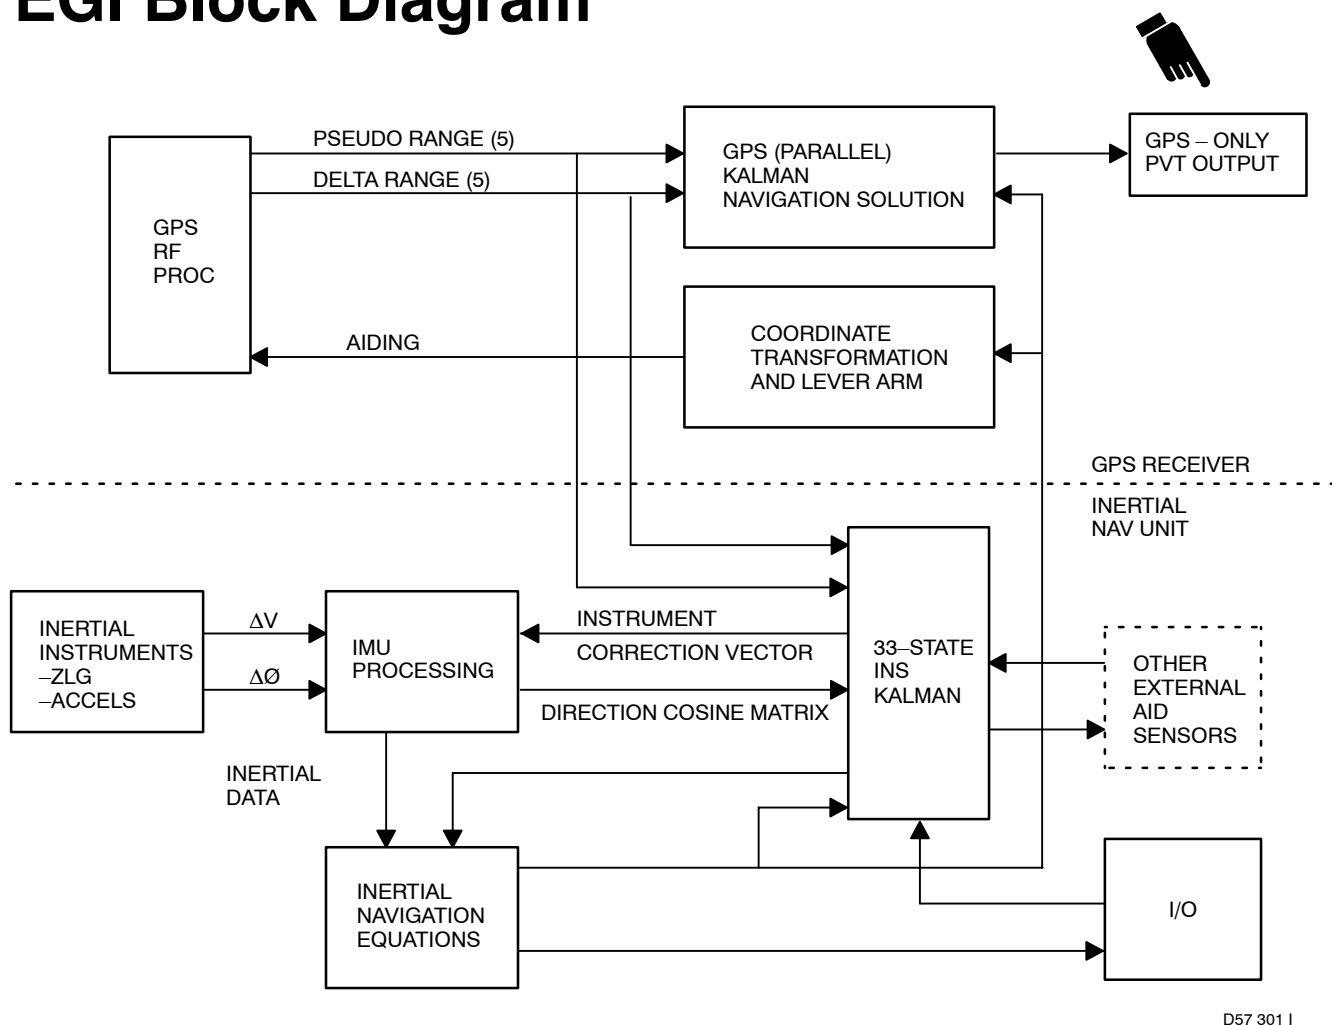 EGI Block Diagram
PSEUDO RANGE (5)
DELTA RANGE (5)
GPS
RF
PROC
GPS (PARALLEL)
KALMAN
NAVIGATION SOLUTION
GPS – ONLY
PVT OUTPUT
AIDING
COORDINATE
TRANSFORMATION
AND LEVER ARM
GPS RECEIVER
INERTIAL
NAV UNIT
INERTIAL
INSTRUMENTS
–ZLG
–ACCELS
ΔV
ΔØ
IMU
PROCESSING
INSTRUMENT
CORRECTION VECTOR
DIRECTION COSINE MATRIX
33–STATE
INS
KALMAN
OTHER
EXTERNAL
AID
SENSORS
INERTIAL
DATA
INERTIAL
NAVIGATION
EQUATIONS
I/O
D57 301 I